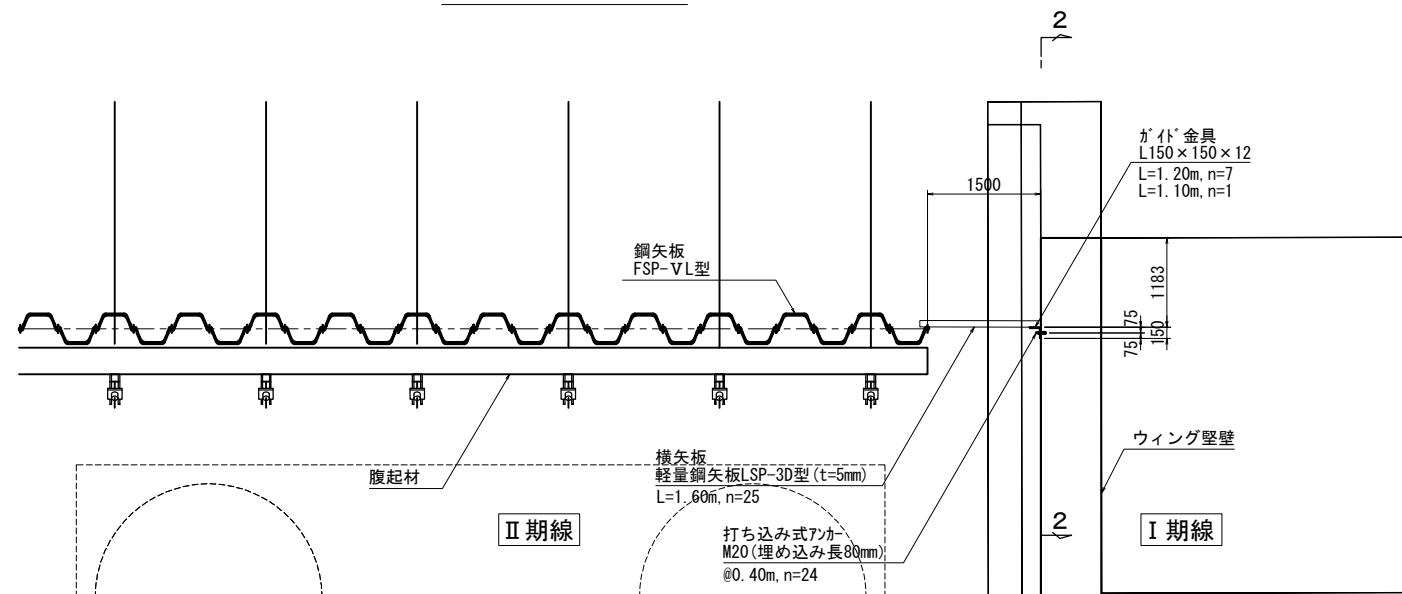 2
ガイド金具
L150×150×12
L=1.20m, n=7
L=1.10m, n=1
1500
鋼矢板
FSP-ⅤL型
1183
75
150
75
ウィング竪壁
横矢板
軽量鋼矢板LSP-3D型(t=5mm)
L=1.60m, n=25
腹起材
Ⅱ期線
2
Ⅰ期線
打ち込み式アンカー
M20(埋め込み長80mm)
@0.40m, n=24